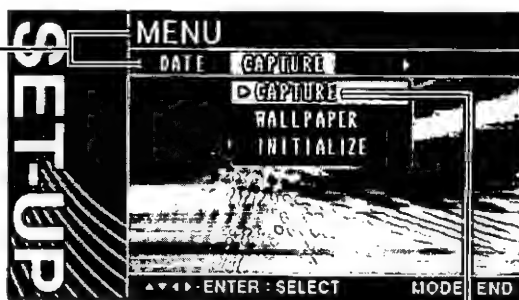 SET-UP
MENU
DATE CAPTURE
CAPTURE
WALLPAPER
INITIALIZE
▲▼◀▶-ENTER : SELECT MODE END